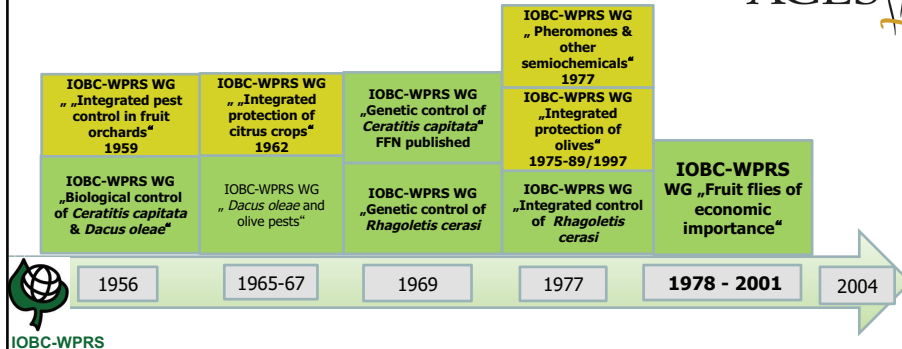 AGES
IOBC-WPRS WG
„ Pheromones &
other
semiochemicals“
1977
IOBC-WPRS WG
„ „Integrated pest
control in fruit
orchards“
1959
IOBC-WPRS WG
„ „Integrated
protection of
citrus crops“
1962
IOBC-WPRS WG
„Genetic control of
Ceratitis capitata“
FFN published
IOBC-WPRS WG
„Integrated
protection of
olives“
1975-89/1997
IOBC-WPRS WG
„Biological control
of Ceratitis capitata
& Dacus oleae“
IOBC-WPRS WG
„ Dacus oleae and
olive pests“
IOBC-WPRS WG
„Genetic control of
Rhagoletis cerasi
IOBC-WPRS WG
„Integrated control
of Rhagoletis
cerasi
IOBC-WPRS
WG „Fruit flies of
economic
importance“
1956
1965-67
1969
1977
1978 - 2001
2004
IOBC-WPRS